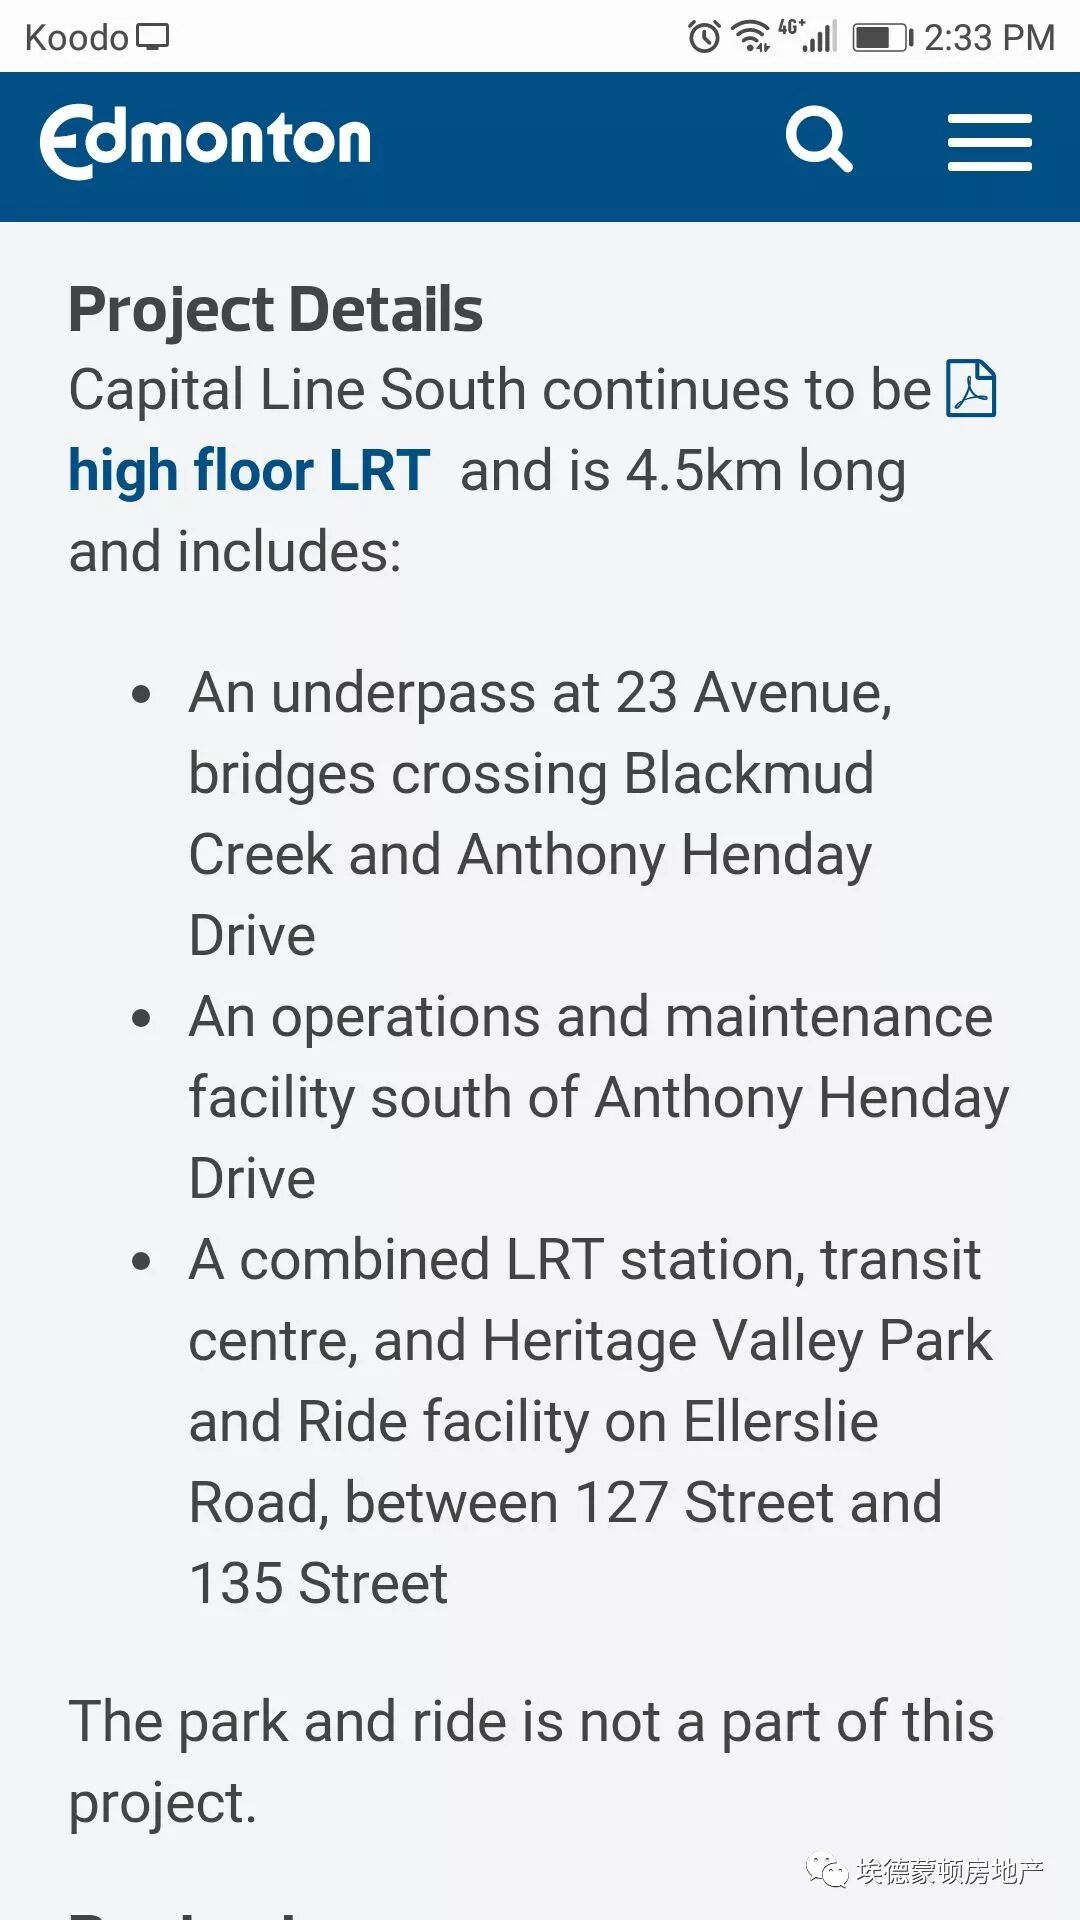 Koodo 4G+ 2:33 PM
Edmonton
Project Details
Capital Line South continues to be
high floor LRT and is 4.5km long
and includes:
• An underpass at 23 Avenue,
bridges crossing Blackmud
Creek and Anthony Henday
Drive
• An operations and maintenance
facility south of Anthony Henday
Drive
• A combined LRT station, transit
centre, and Heritage Valley Park
and Ride facility on Ellerslie
Road, between 127 Street and
135 Street
The park and ride is not a part of this
project.
埃德蒙顿房地产